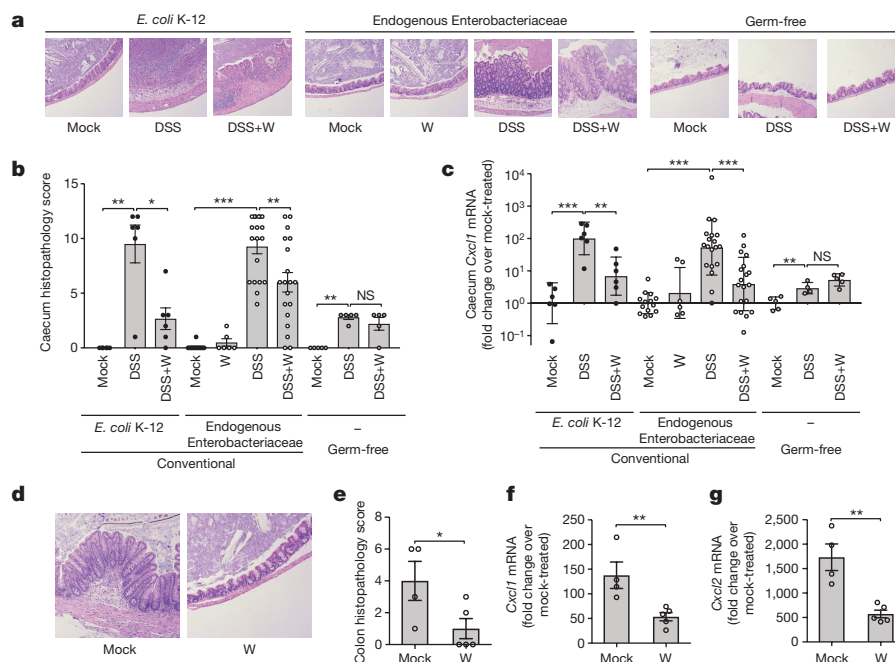 a
E. coli K-12
Endogenous Enterobacteriaceae
Germ-free
Mock
DSS
DSS+W
Mock
W
DSS
DSS+W
Mock
DSS
DSS+W
b
Caecum histopathology score
15
10
5
0
**
*
***
**
**
NS
Mock
DSS
DSS+W
Mock
W
DSS
DSS+W
Mock
DSS
DSS+W
E. coli K-12
Endogenous
Enterobacteriaceae
–
Conventional
Germ-free
c
Caecum Cxcl1 mRNA
(fold change over mock-treated)
10⁴
10³
10²
10¹
1
10⁻¹
***
**
***
***
**
NS
Mock
DSS
DSS+W
Mock
W
DSS
DSS+W
Mock
DSS
DSS+W
E. coli K-12
Endogenous
Enterobacteriaceae
–
Conventional
Germ-free
d
Mock
W
e
Colon histopathology score
8
6
4
2
0
*
Mock
W
f
Cxcl1 mRNA
(fold change over
mock-treated)
250
200
150
100
50
0
**
Mock
W
g
Cxcl2 mRNA
(fold change over
mock-treated)
2,500
2,000
1,500
1,000
500
0
**
Mock
W